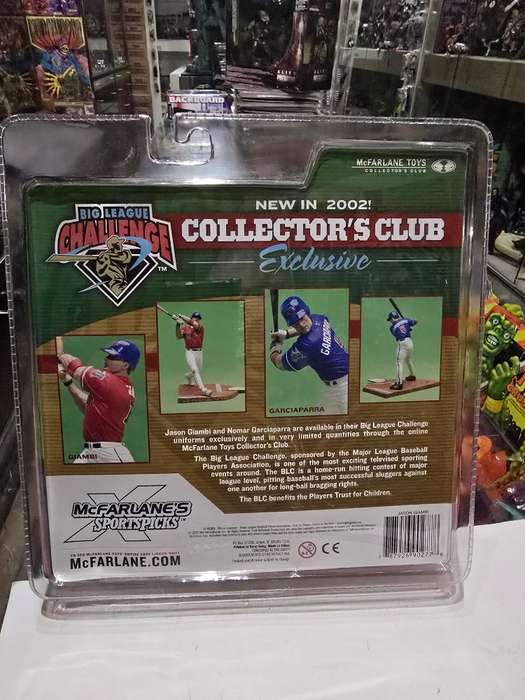 BACKBOARD
McFARLANE TOYS
COLLECTOR'S CLUB
NEW IN 2002!
BIG LEAGUE
CHALLENGE
TM
COLLECTOR'S CLUB
Exclusive
GIAMBI
GARCIAPARRA
GARCIAPARRA
Jason Giambi and Nomar Garciaparra are available in their Big League Challenge
uniforms exclusively and in very limited quantities through the online
McFarlane Toys Collector's Club.
The Big League Challenge, sponsored by the Major League Baseball
Players Association, is one of the most exciting televised sporting
events around. The BLC is a home-run hitting contest of major
league level, pitting baseball's most successful sluggers against
one another for long-ball bragging rights.
The BLC benefits the Players Trust for Children.
McFARLANE'S
SPORTSPICKS™
McFARLANE.COM
CE
JASON GIAMBI